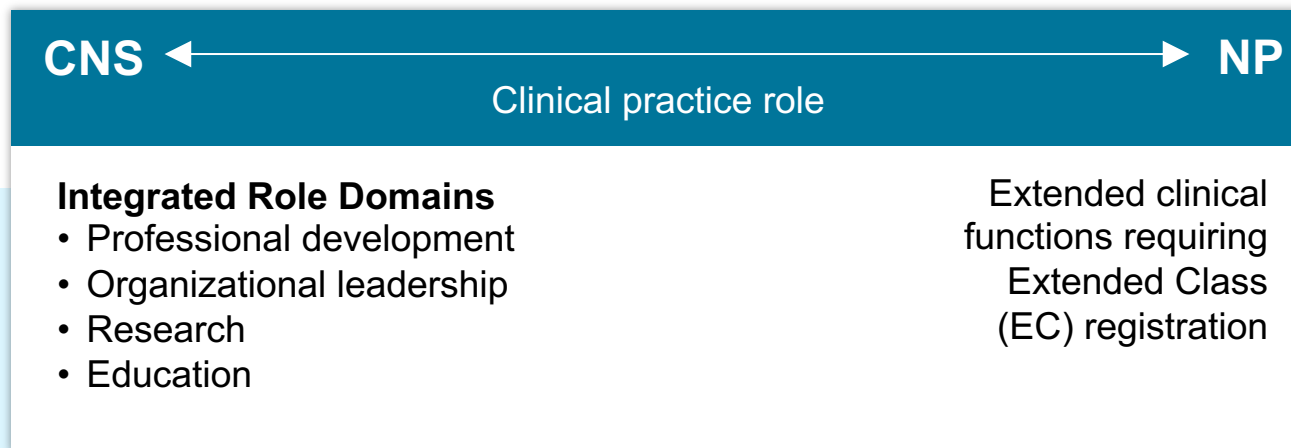 CNS NP
Clinical practice role
Integrated Role Domains
• Professional development
• Organizational leadership
• Research
• Education
Extended clinical
functions requiring
Extended Class
(EC) registration